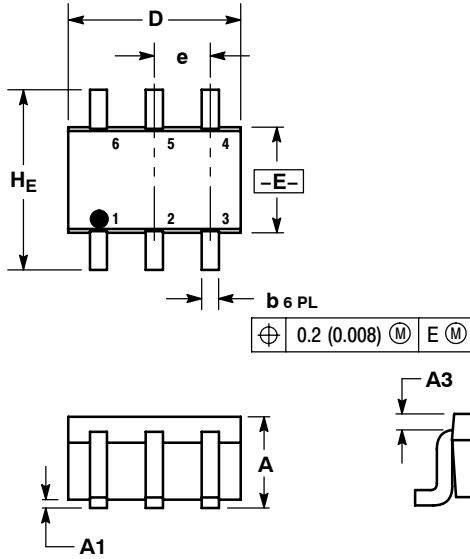 D
e
6 5 4
HE
-E-
1 2 3
b 6 PL
⌖ 0.2 (0.008) Ⓜ E Ⓜ
A3
A
A1